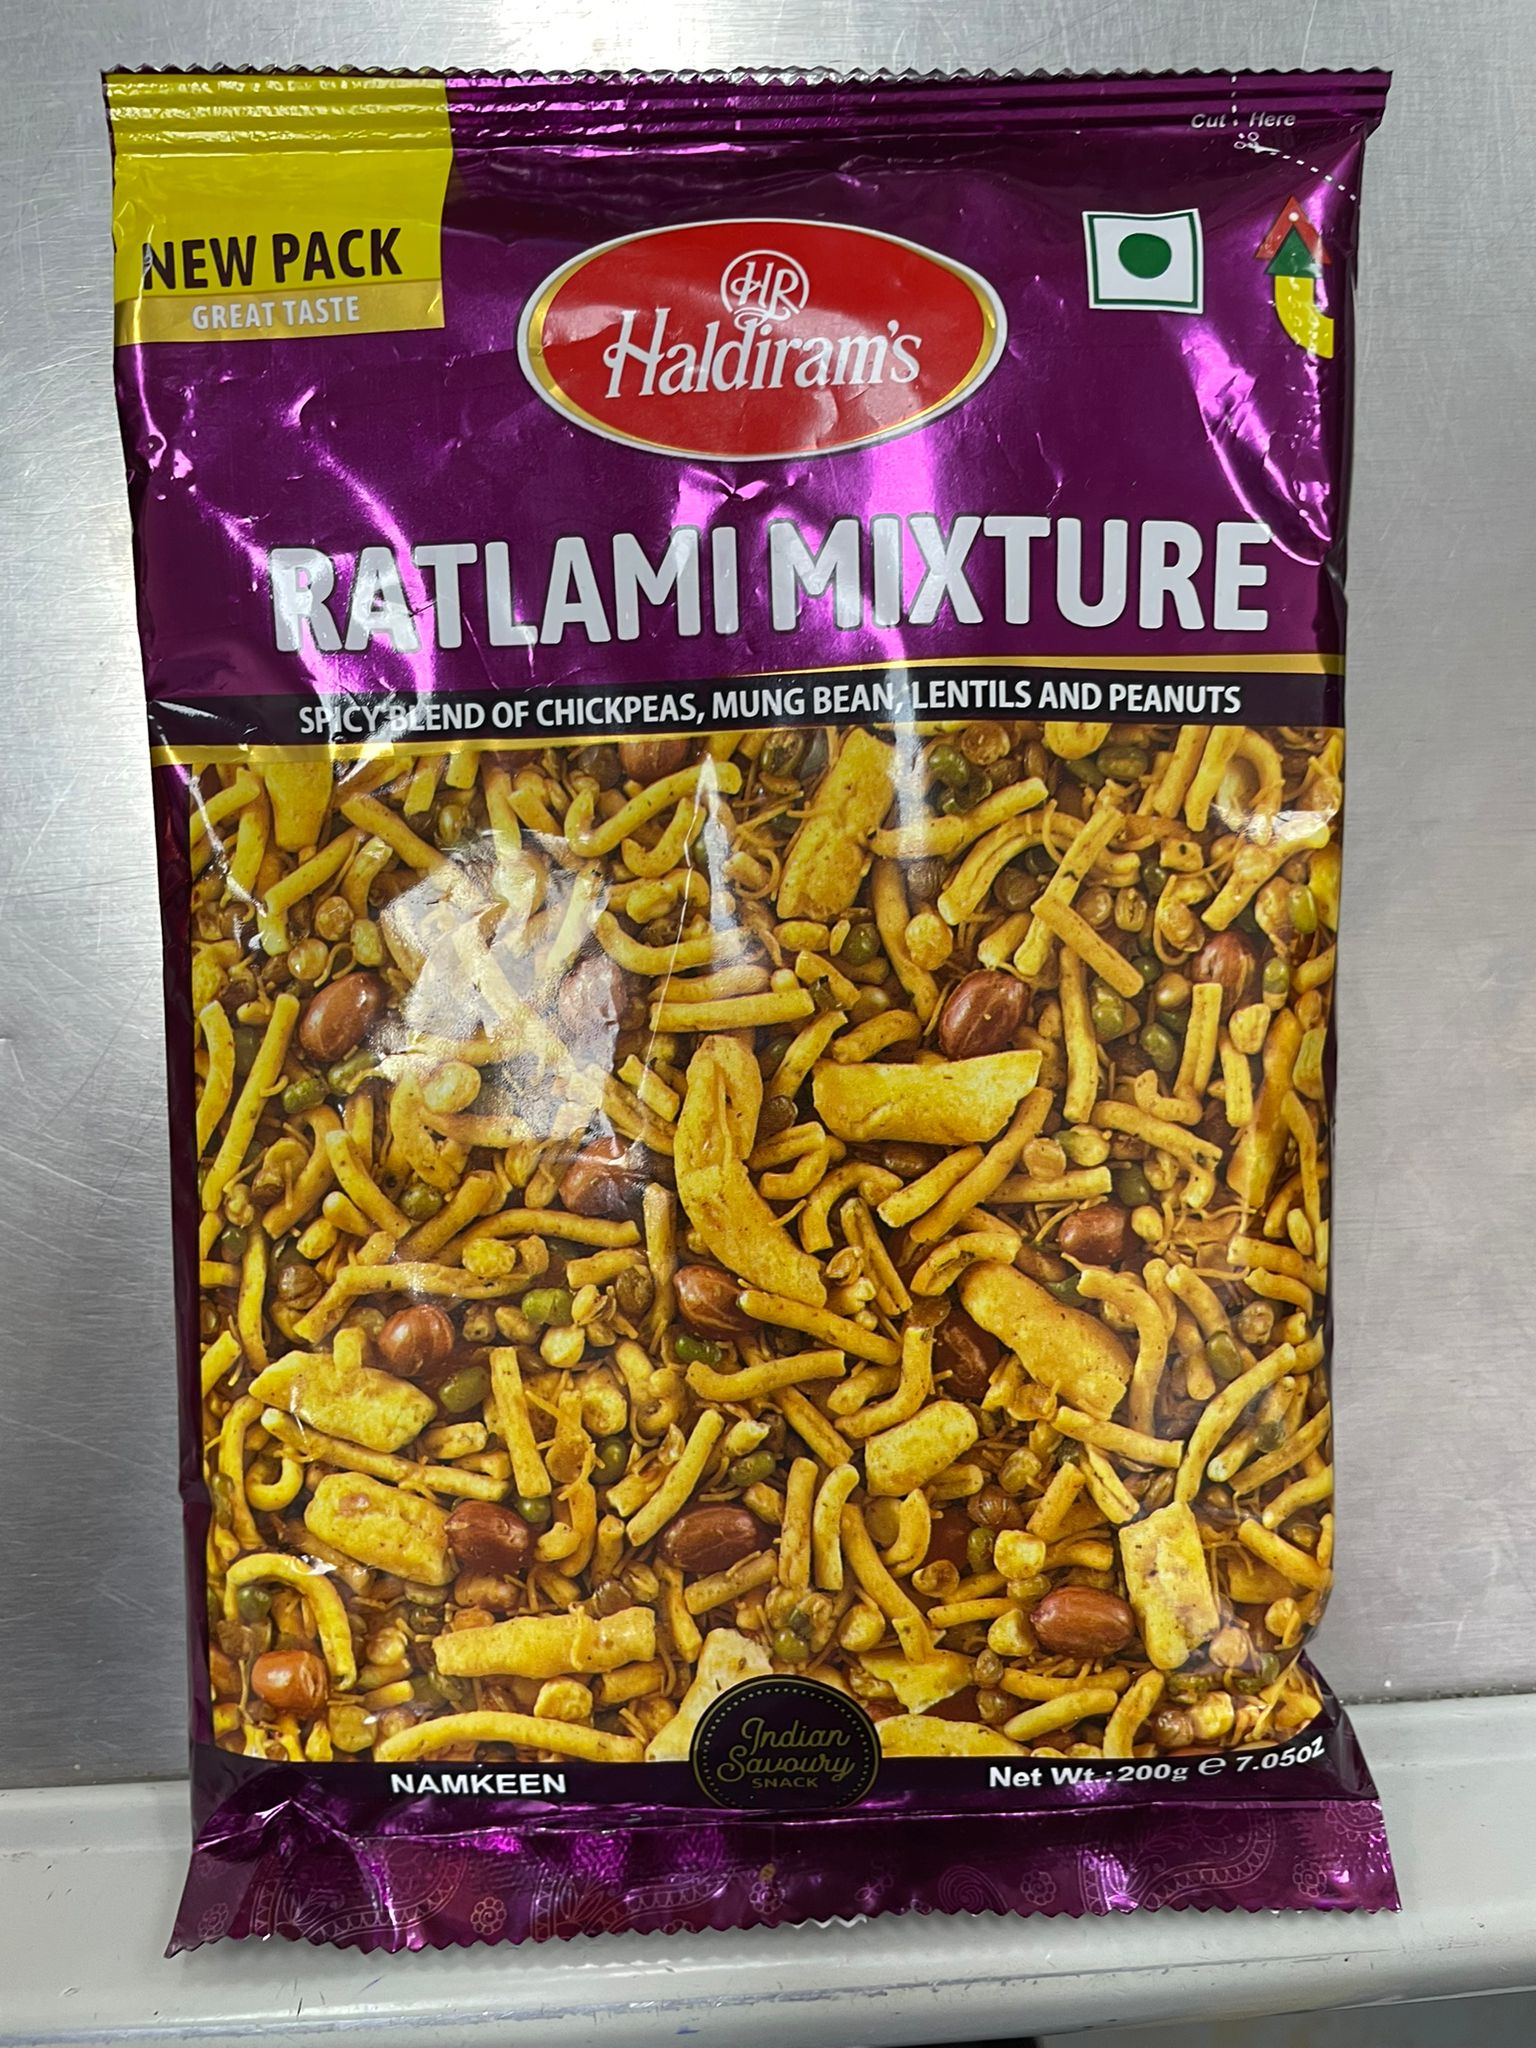 Cut Here
NEW PACK
GREAT TASTE
HR
Haldiram's
RATLAMI MIXTURE
SPICY BLEND OF CHICKPEAS, MUNG BEAN, LENTILS AND PEANUTS
Indian
Savoury
SNACK
NAMKEEN
Net Wt.: 200g e 7.05OZ